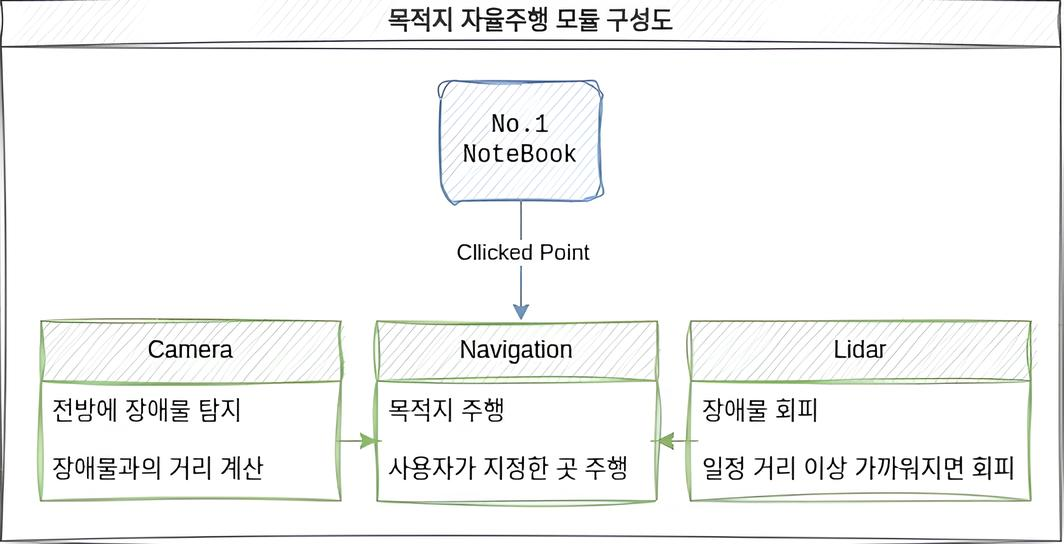 목적지 자율주행 모듈 구성도
No.1
NoteBook
Cllicked Point
Camera
전방에 장애물 탐지
장애물과의 거리 계산
Navigation
목적지 주행
사용자가 지정한 곳 주행
Lidar
장애물 회피
일정 거리 이상 가까워지면 회피